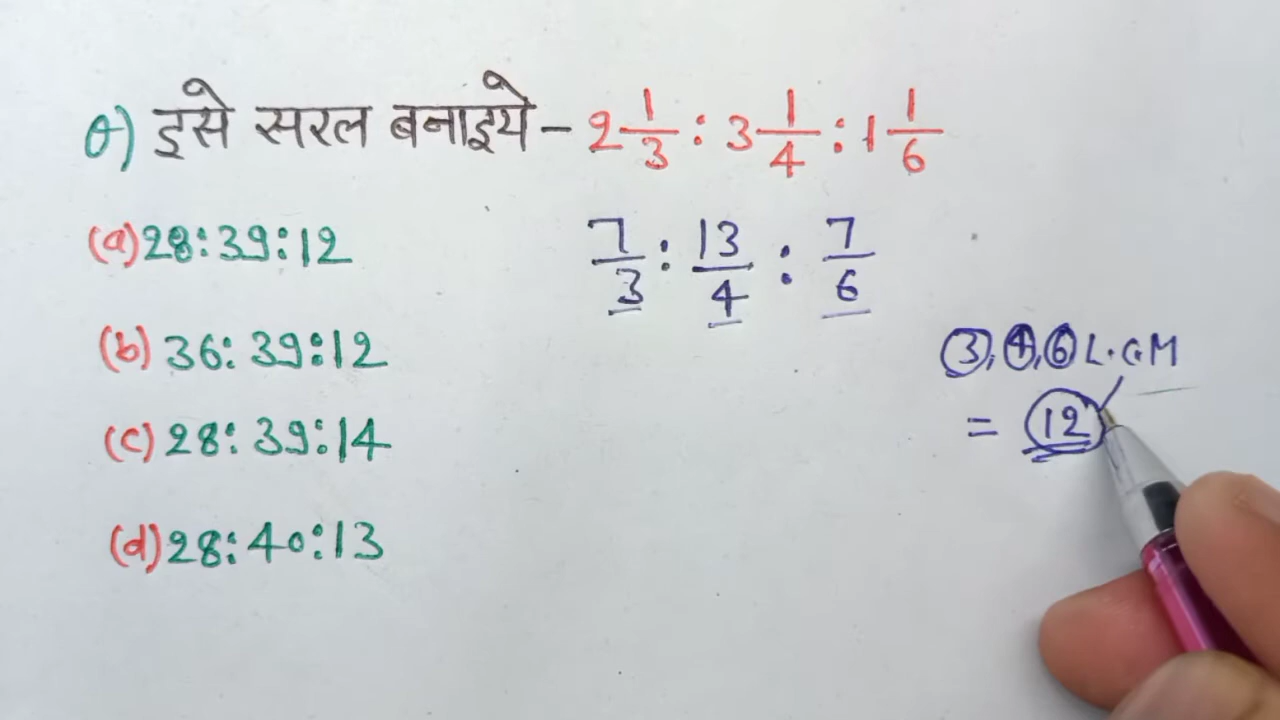 Q) इसे सरल बनाइये – 2 1/3 : 3 1/4 : 1 1/6
7/3 : 13/4 : 7/6
(a) 28:39:12
(b) 36:39:12
(c) 28:39:14
(d) 28:40:13
3, 4, 6 L.C.M
= 12